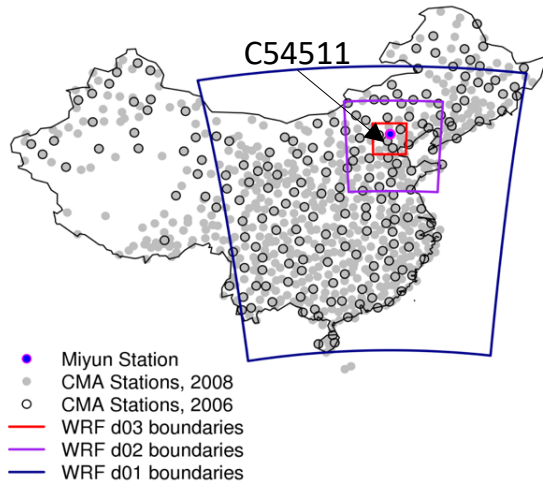 C54511
Miyun Station
CMA Stations, 2008
CMA Stations, 2006
WRF d03 boundaries
WRF d02 boundaries
WRF d01 boundaries